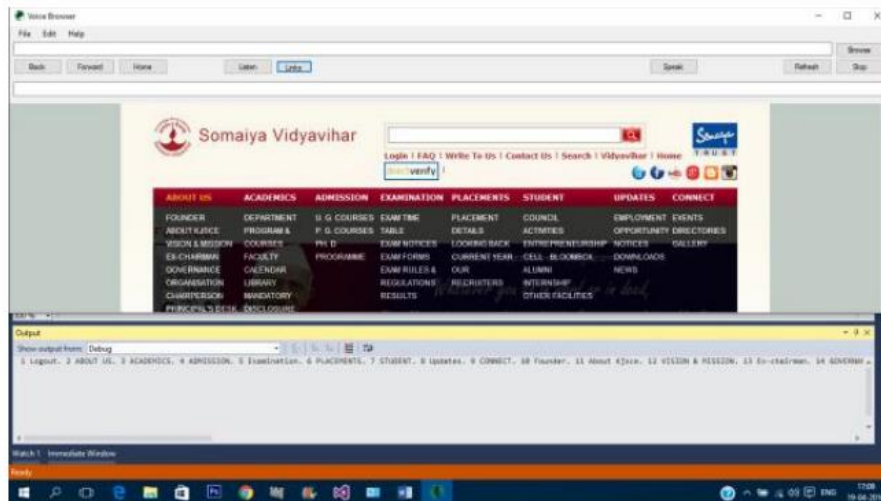 Voice Browser
File Edit Help
Browse
Back Forward Home Listen Links Speak Refresh Stop
Somaiya Vidyavihar
Somaiya
TRUST
Login | FAQ | Write To Us | Contact Us | Search | Vidyavihar | Home
verify
ABOUT US ACADEMICS ADMISSION EXAMINATION PLACEMENTS STUDENT UPDATES CONNECT
FOUNDER DEPARTMENT U. G. COURSES EXAM TIME PLACEMENT COUNCIL EMPLOYMENT EVENTS
ABOUT KJSCE PROGRAM & P. G. COURSES TABLE DETAILS ACTIVITIES OPPORTUNITY DIRECTORIES
VISION & MISSION COURSES PH. D EXAM NOTICES LOOKING BACK ENTREPRENEURSHIP NOTICES GALLERY
EX-CHAIRMAN FACULTY PROGRAMME EXAM FORMS CURRENT YEAR CELL - BLOOMBOX DOWNLOADS
GOVERNANCE CALENDAR EXAM RULES & OUR ALUMNI NEWS
ORGANISATION LIBRARY REGULATIONS RECRUITERS INTERNSHIP
CHAIRPERSON MANDATORY RESULTS OTHER FACILITIES
PRINCIPAL'S DESK DISCLOSURE
Output
Show output from: Debug
1 Logout. 2 ABOUT US. 3 ACADEMICS. 4 ADMISSION. 5 Examination. 6 PLACEMENTS. 7 STUDENT. 8 Updates. 9 CONNECT. 10 Founder. 11 About Kjsce. 12 VISION & MISSION. 13 Ex-chairman. 14 GOVERNAN
Watch 1 Immediate Window
Ready
ENG 17:09